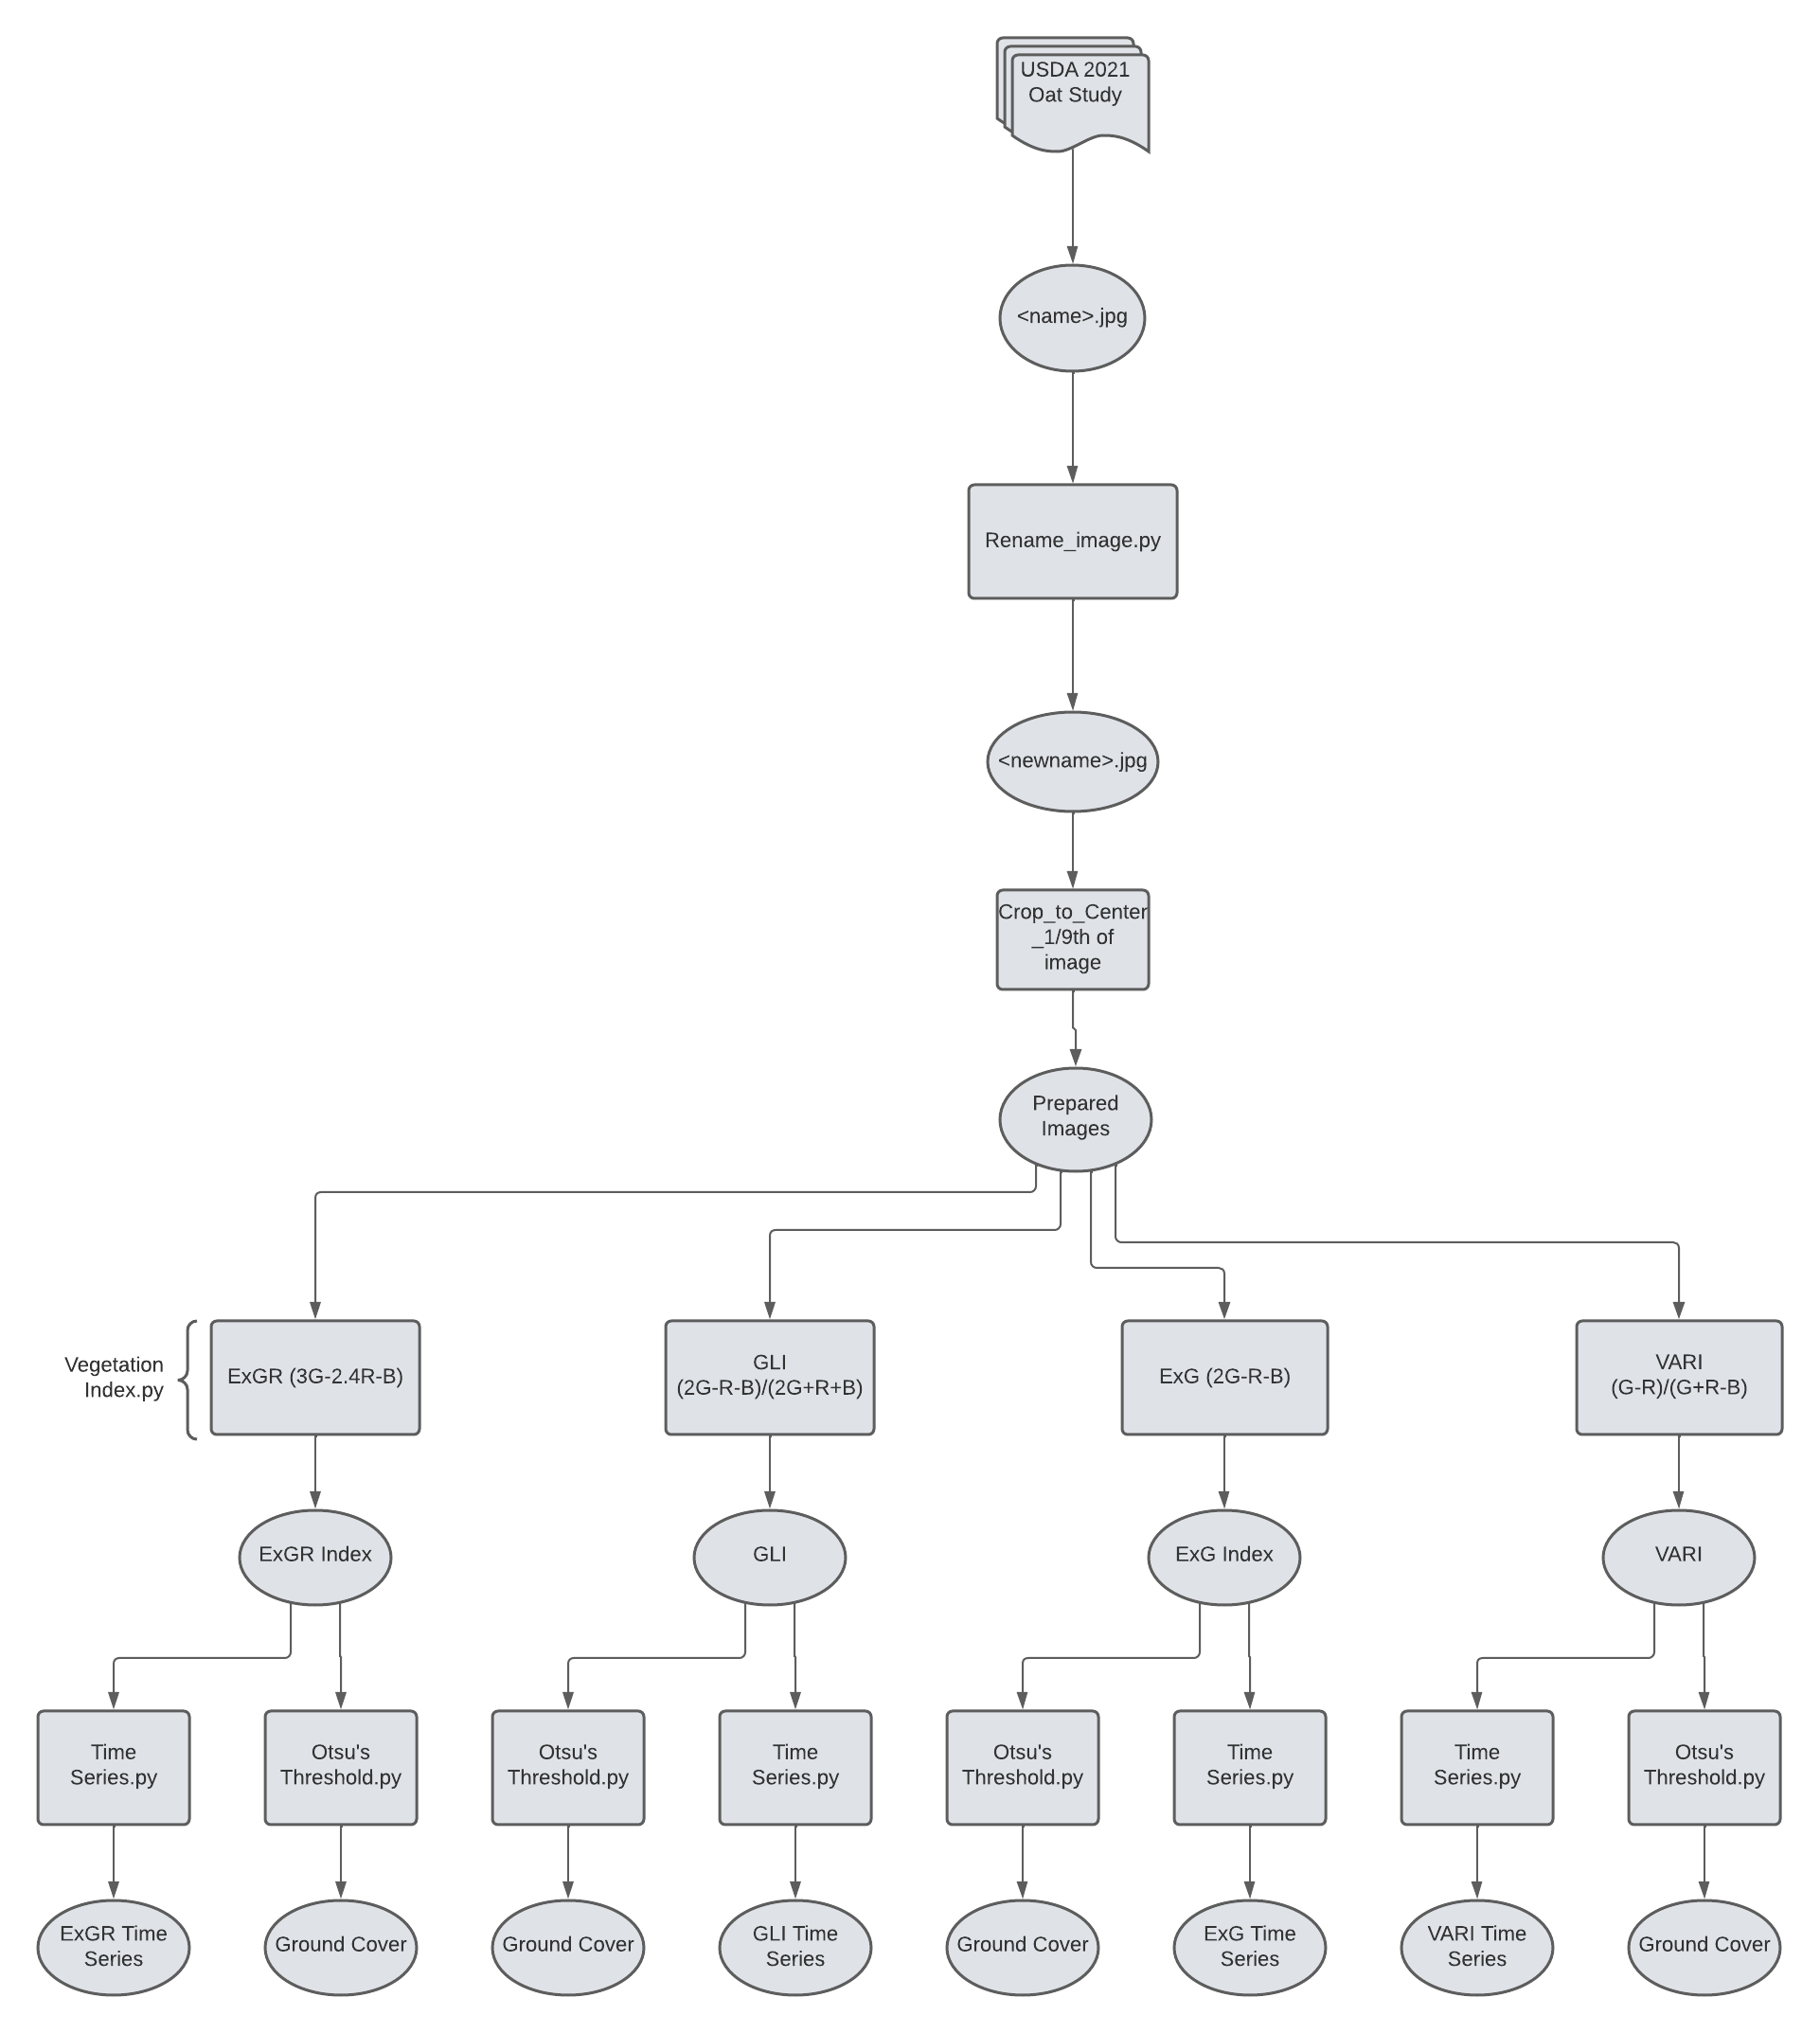 USDA 2021
Oat Study
<name>.jpg
Rename_image.py
<newname>.jpg
Crop_to_Center
_1/9th of
image
Prepared
Images
Vegetation
Index.py
ExGR (3G-2.4R-B)
GLI
(2G-R-B)/(2G+R+B)
ExG (2G-R-B)
VARI
(G-R)/(G+R-B)
ExGR Index
GLI
ExG Index
VARI
Time
Series.py
Otsu's
Threshold.py
Otsu's
Threshold.py
Time
Series.py
Otsu's
Threshold.py
Time
Series.py
Time
Series.py
Otsu's
Threshold.py
ExGR Time
Series
Ground Cover
Ground Cover
GLI Time
Series
Ground Cover
ExG Time
Series
VARI Time
Series
Ground Cover